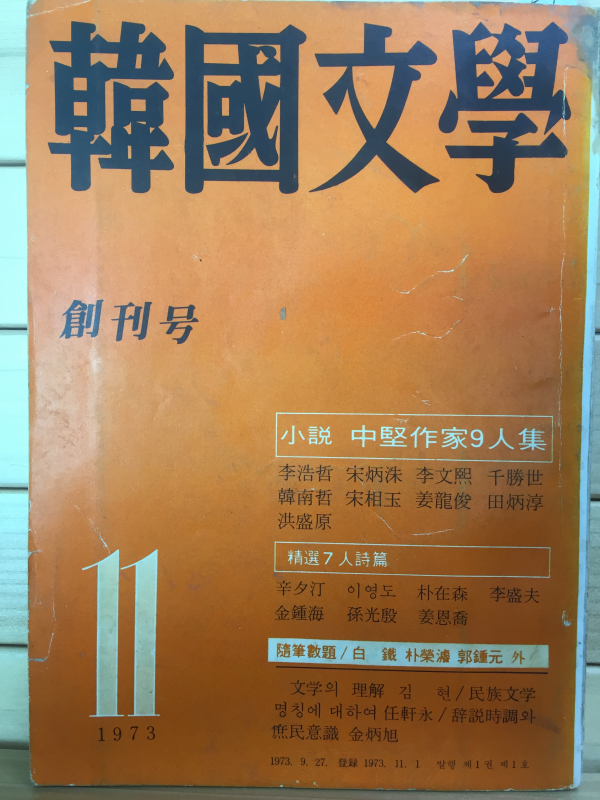 韓國文學
創刊号
小説 中堅作家9人集
李浩哲 宋炳洙 李文熙 千勝世
韓南哲 宋相玉 姜龍俊 田炳淳
洪盛原
精選7人詩篇
辛夕汀 이영도 朴在森 李盛夫
金鍾海 孫光殷 姜恩喬
隨筆數題/白 鐵 朴榮濬 郭鍾元 外
文学의 理解 김 현/民族文学
명칭에 대하여 任軒永/辞説時調와
庶民意識 金炳旭
11
1973
1973. 9. 27. 登録 1973. 11. 1 발행 제1권 제1호